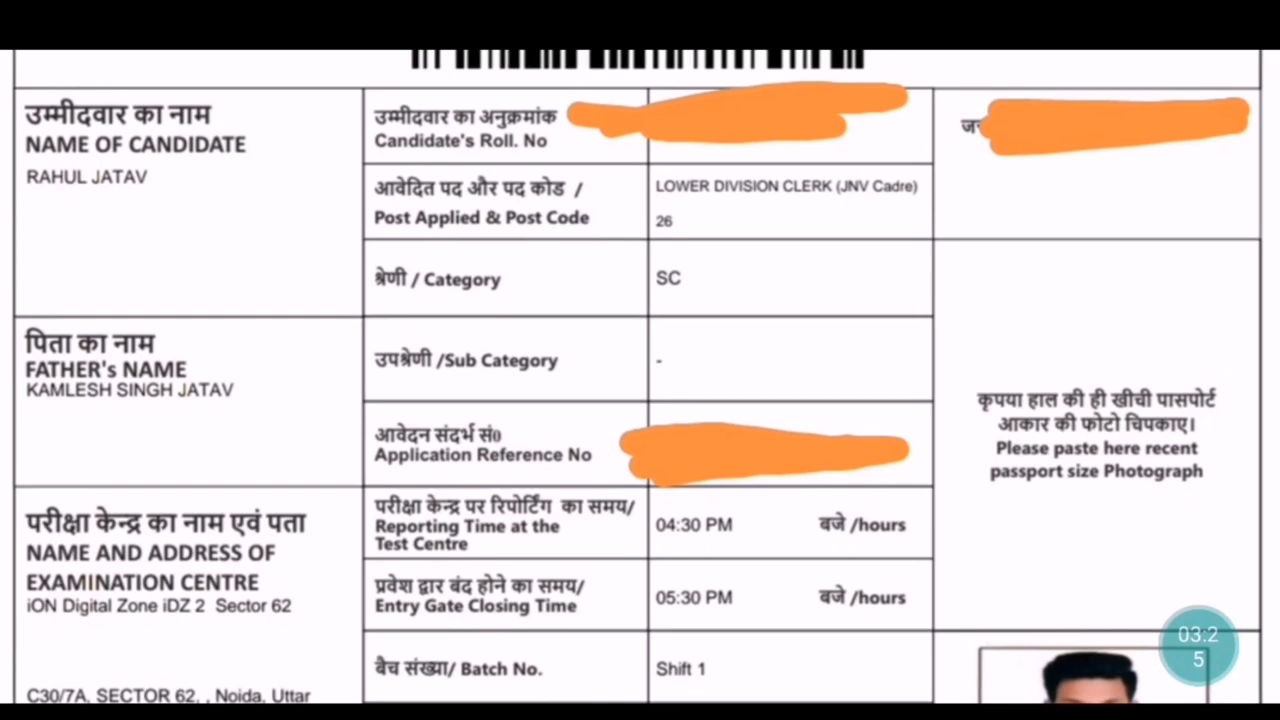 उम्मीदवार का नाम
NAME OF CANDIDATE
RAHUL JATAV
उम्मीदवार का अनुक्रमांक
Candidate's Roll. No
आवेदित पद और पद कोड /
Post Applied & Post Code
LOWER DIVISION CLERK (JNV Cadre)
26
श्रेणी / Category
SC
पिता का नाम
FATHER's NAME
KAMLESH SINGH JATAV
उपश्रेणी /Sub Category
-
आवेदन संदर्भ सं0
Application Reference No
कृपया हाल की ही खीची पासपोर्ट
आकार की फोटो चिपकाए।
Please paste here recent
passport size Photograph
परीक्षा केन्द्र का नाम एवं पता
NAME AND ADDRESS OF
EXAMINATION CENTRE
iON Digital Zone iDZ 2 Sector 62
C30/7A, SECTOR 62, , Noida, Uttar
परीक्षा केन्द्र पर रिपोर्टिंग का समय/
Reporting Time at the
Test Centre
04:30 PM बजे /hours
प्रवेश द्वार बंद होने का समय/
Entry Gate Closing Time
05:30 PM बजे /hours
बैच संख्या/ Batch No.
Shift 1
03:2
5